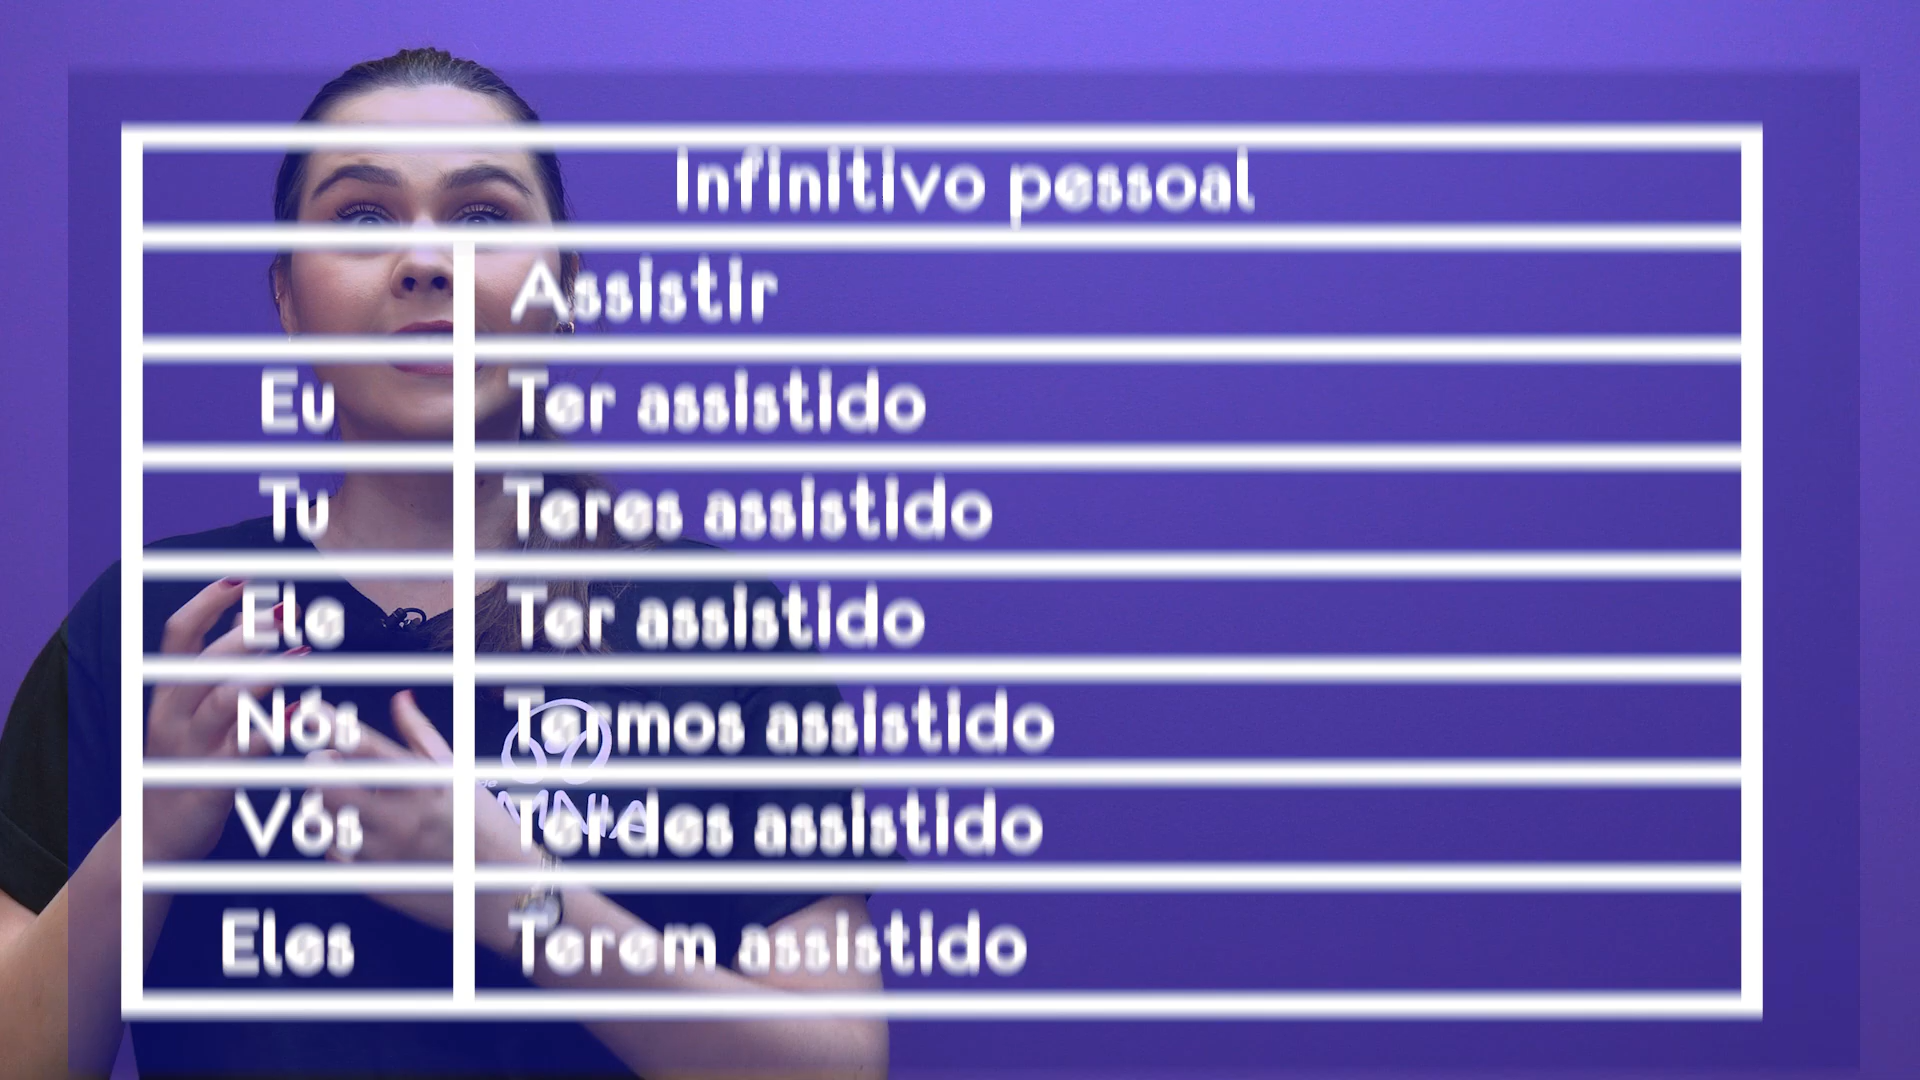 Infinitivo pessoal
Assistir
Eu Ter assistido
Tu Teres assistido
Ele Ter assistido
Nós Termos assistido
Vós Terdes assistido
Eles Terem assistido